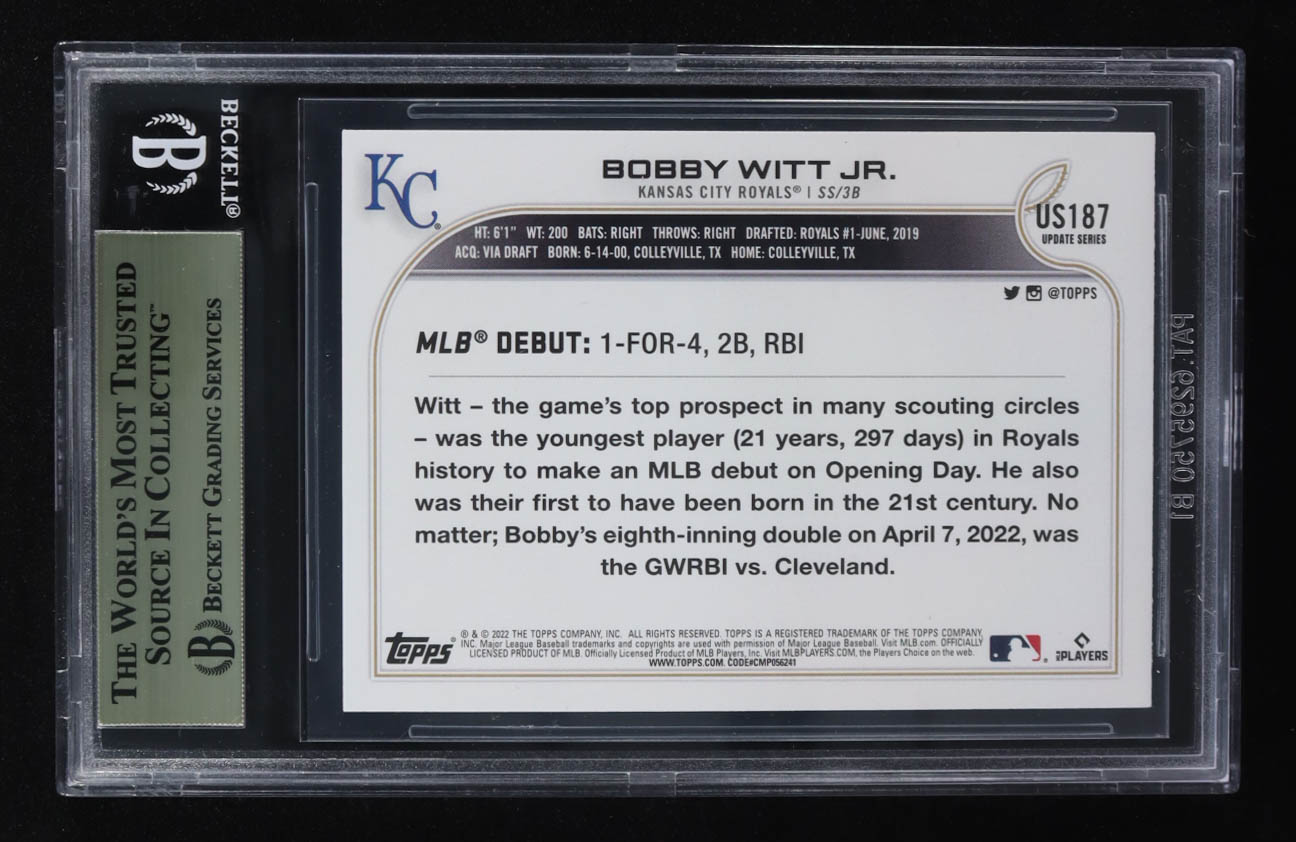 BECKETT®
B
THE WORLD'S MOST TRUSTED
SOURCE IN COLLECTING™
B BECKETT GRADING SERVICES
KC®
BOBBY WITT JR.
KANSAS CITY ROYALS® | SS/3B
US187
UPDATE SERIES
HT: 6'1" WT: 200 BATS: RIGHT THROWS: RIGHT DRAFTED: ROYALS #1-JUNE, 2019
ACQ: VIA DRAFT BORN: 6-14-00, COLLEYVILLE, TX HOME: COLLEYVILLE, TX
@TOPPS
MLB® DEBUT: 1-FOR-4, 2B, RBI
Witt – the game's top prospect in many scouting circles
– was the youngest player (21 years, 297 days) in Royals
history to make an MLB debut on Opening Day. He also
was their first to have been born in the 21st century. No
matter; Bobby's eighth-inning double on April 7, 2022, was
the GWRBI vs. Cleveland.
topps®
® & © 2022 THE TOPPS COMPANY, INC. ALL RIGHTS RESERVED. TOPPS IS A REGISTERED TRADEMARK OF THE TOPPS COMPANY,
INC. Major League Baseball trademarks and copyrights are used with permission of Major League Baseball. Visit MLB.com. OFFICIALLY
LICENSED PRODUCT OF MLB. Officially Licensed Product of MLB Players, Inc. Visit MLBPLAYERS.COM, the Players Choice on the web.
WWW.TOPPS.COM. CODE#CMP056241
PLAYERS
PAT. 6295750 B1